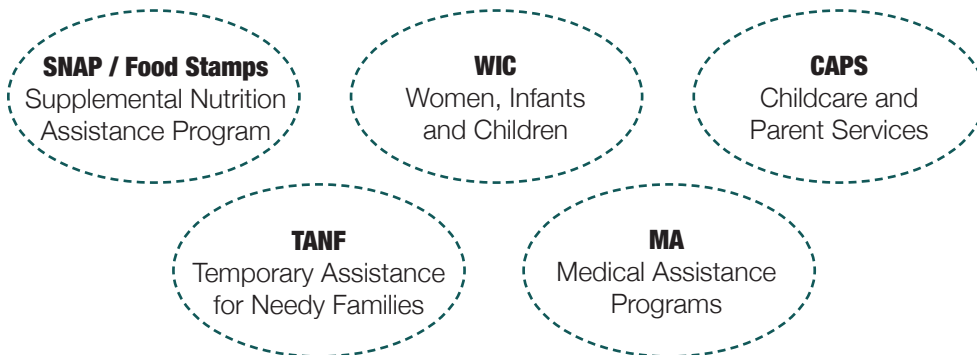 SNAP / Food Stamps
Supplemental Nutrition
Assistance Program
WIC
Women, Infants
and Children
CAPS
Childcare and
Parent Services
TANF
Temporary Assistance
for Needy Families
MA
Medical Assistance
Programs